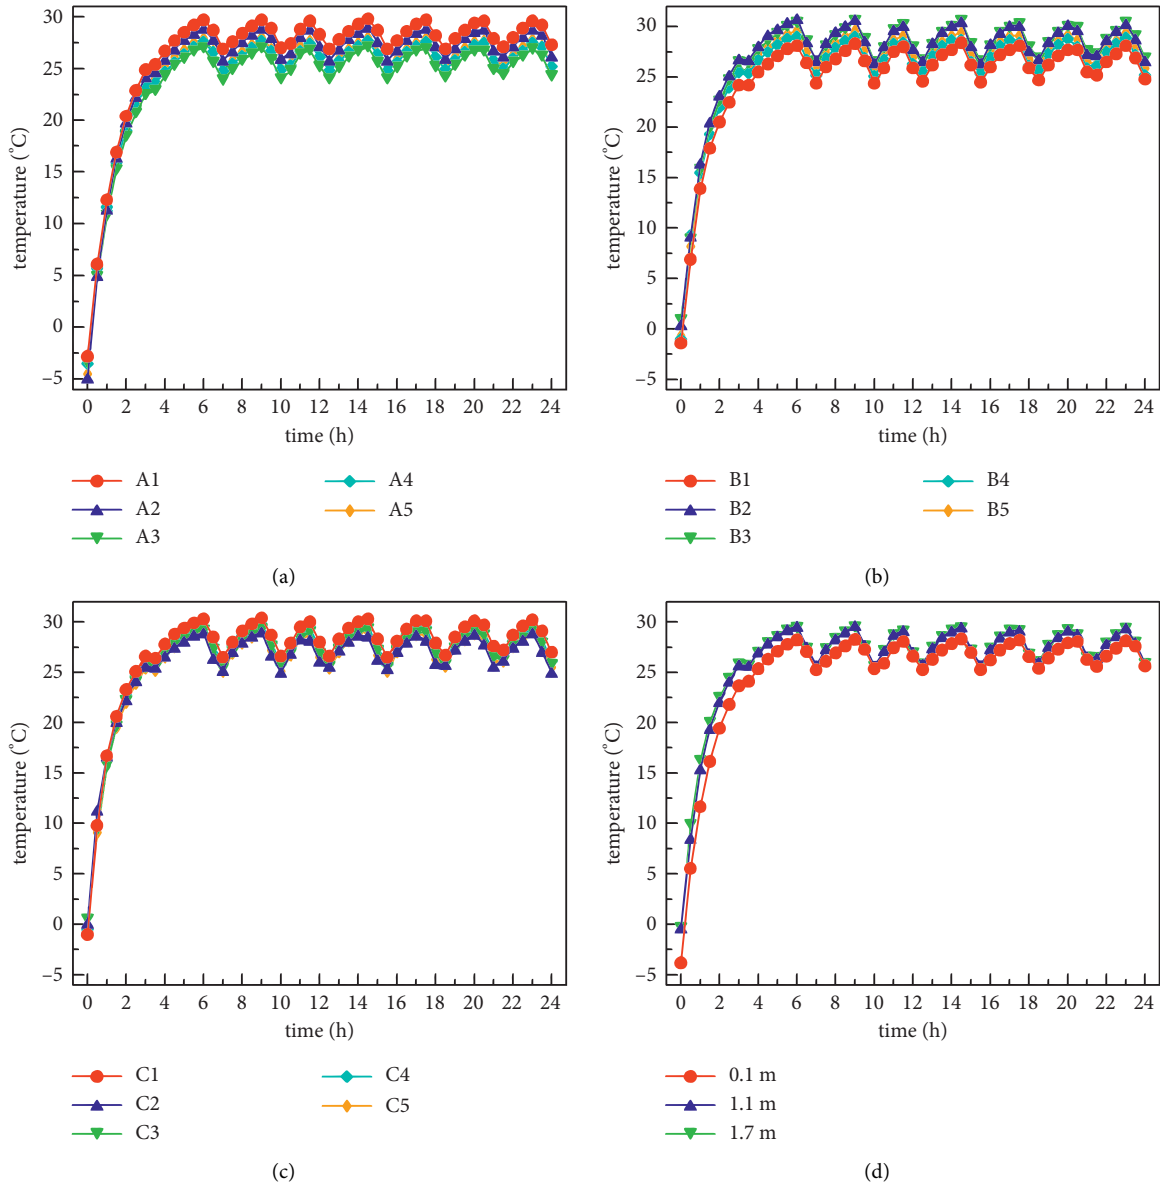 30
25
20
15
10
5
0
–5
temperature (˚C)
0 2 4 6 8 10 12 14 16 18 20 22 24
time (h)
A1 A4
A2 A5
A3
(a)
30
25
20
15
10
5
0
–5
temperature (˚C)
0 2 4 6 8 10 12 14 16 18 20 22 24
time (h)
B1 B4
B2 B5
B3
(b)
30
25
20
15
10
5
0
–5
temperature (˚C)
0 2 4 6 8 10 12 14 16 18 20 22 24
time (h)
C1 C4
C2 C5
C3
(c)
30
25
20
15
10
5
0
–5
temperature (˚C)
0 2 4 6 8 10 12 14 16 18 20 22 24
time (h)
0.1 m
1.1 m
1.7 m
(d)